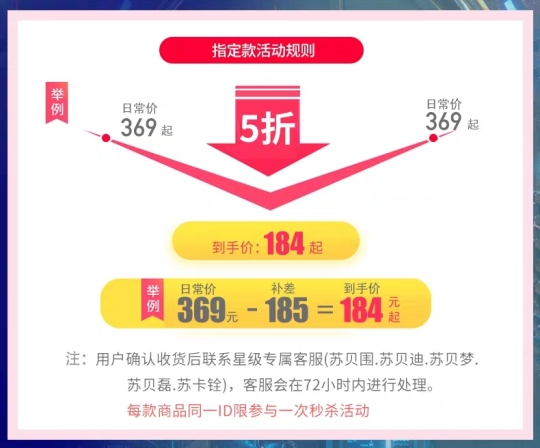 指定款活动规则
举例
日常价
369 起
5折
日常价
369 起
到手价: 184 起
举例
日常价 补差 到手价
369元 - 185 = 184元起
注：用户确认收货后联系星级专属客服(苏贝围.苏贝迪.苏贝梦.
苏贝磊.苏卡铨)，客服会在72小时内进行处理。
每款商品同一ID限参与一次秒杀活动